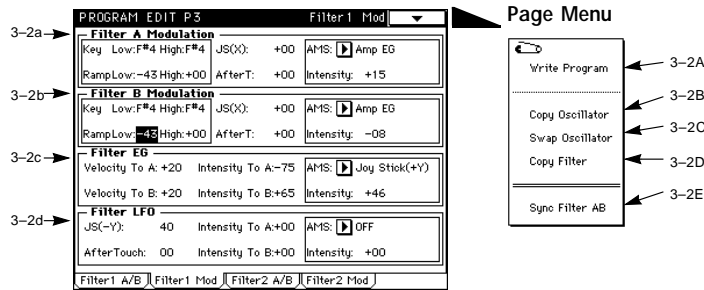 PROGRAM EDIT P3 Filter1 Mod
Page Menu
3–2a
Filter A Modulation
Key Low:F#4 High:F#4 JS(X): +00 AMS: Amp EG
RampLow:-43 High:+00 AfterT: +00 Intensity: +15
3–2b
Filter B Modulation
Key Low:F#4 High:F#4 JS(X): +00 AMS: Amp EG
RampLow:-43 High:+00 AfterT: +00 Intensity: -08
3–2c
Filter EG
Velocity To A: +20 Intensity To A:-75 AMS: Joy Stick(+Y)
Velocity To B: +20 Intensity To B:+65 Intensity: +46
3–2d
Filter LFO
JS(-Y): 40 Intensity To A:+00 AMS: OFF
AfterTouch: 00 Intensity To B:+00 Intensity: +00
Filter1 A/B Filter1 Mod Filter2 A/B Filter2 Mod
Write Program 3–2A
Copy Oscillator 3–2B
Swap Oscillator 3–2C
Copy Filter 3–2D
Sync Filter AB 3–2E